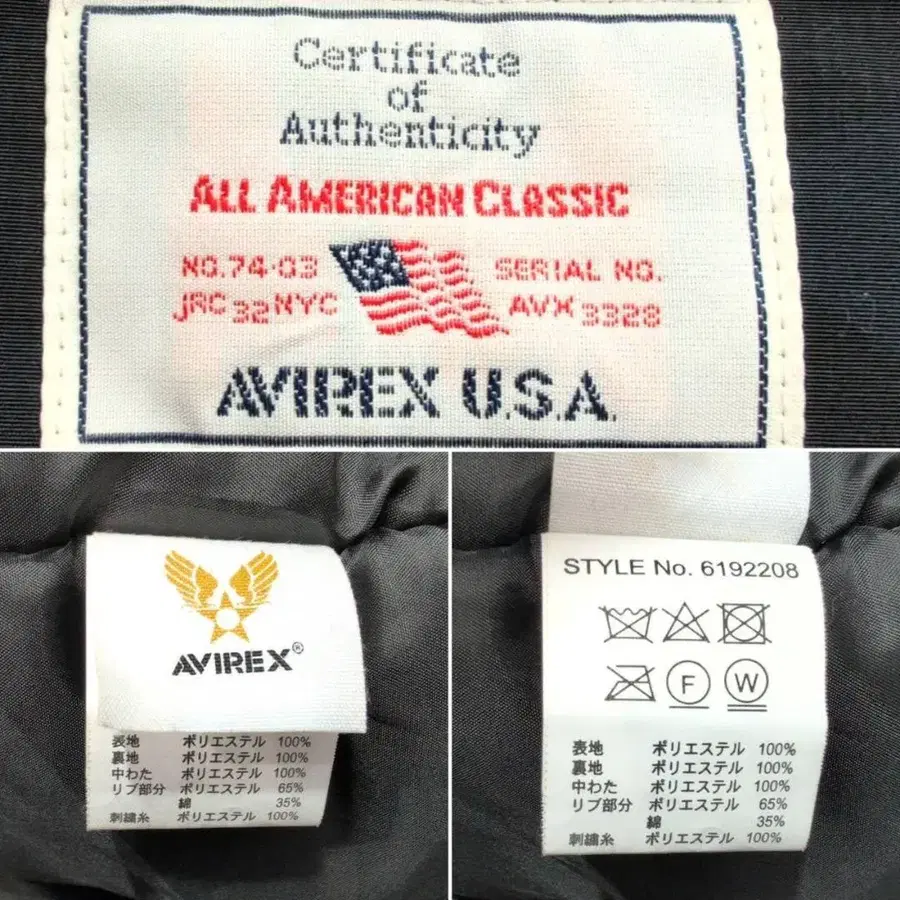 Certificate
of
Authenticity
ALL AMERICAN CLASSIC
NO.74-03
JRC 32 NYC
SERIAL NO.
AVX 3328
AVIREX U.S.A.
AVIREX®
表地 ポリエステル 100%
裏地 ポリエステル 100%
中わた ポリエステル 100%
リブ部分 ポリエステル 65%
綿 35%
刺繍糸 ポリエステル 100%
STYLE No. 6192208
F W
表地 ポリエステル 100%
裏地 ポリエステル 100%
中わた ポリエステル 100%
リブ部分 ポリエステル 65%
綿 35%
刺繍糸 ポリエステル 100%